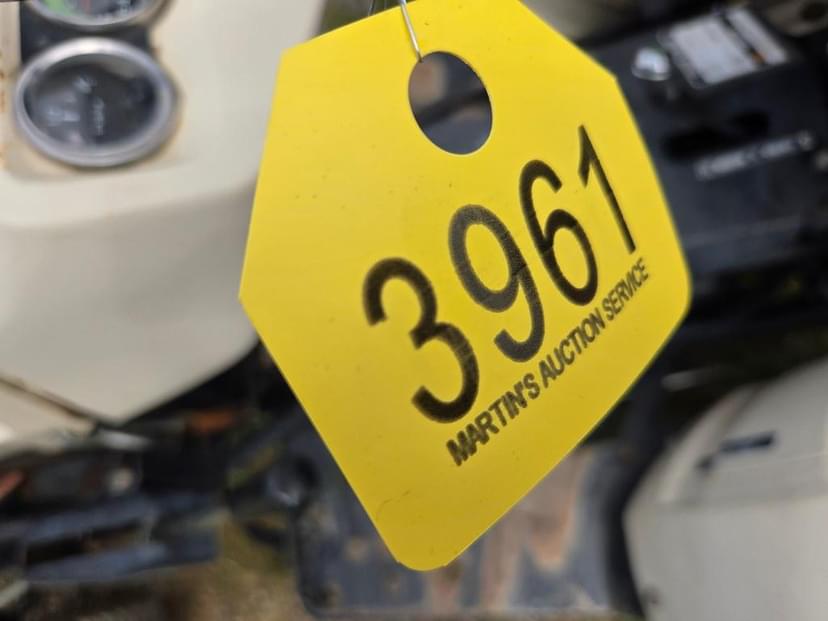 3961
MARTIN'S AUCTION SERVICE